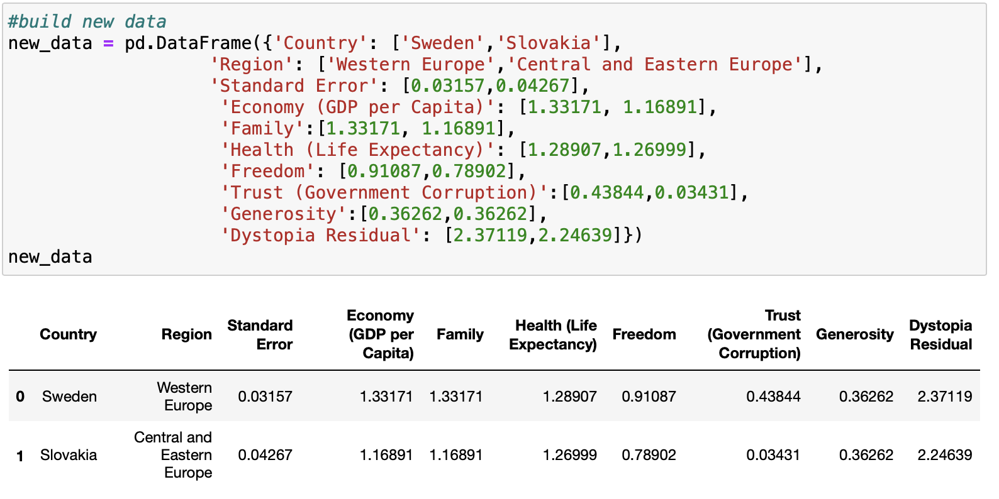 #build new data
new_data = pd.DataFrame({'Country': ['Sweden','Slovakia'],
'Region': ['Western Europe','Central and Eastern Europe'],
'Standard Error': [0.03157,0.04267],
'Economy (GDP per Capita)': [1.33171, 1.16891],
'Family':[1.33171, 1.16891],
'Health (Life Expectancy)': [1.28907,1.26999],
'Freedom': [0.91087,0.78902],
'Trust (Government Corruption)':[0.43844,0.03431],
'Generosity':[0.36262,0.36262],
'Dystopia Residual': [2.37119,2.24639]})
new_data
Country Region Standard Error Economy (GDP per Capita) Family Health (Life Expectancy) Freedom Trust (Government Corruption) Generosity Dystopia Residual
0 Sweden Western Europe 0.03157 1.33171 1.33171 1.28907 0.91087 0.43844 0.36262 2.37119
1 Slovakia Central and Eastern Europe 0.04267 1.16891 1.16891 1.26999 0.78902 0.03431 0.36262 2.24639